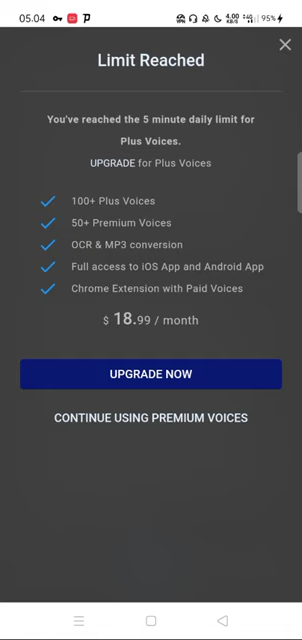 05.04
4.00
KB/S
4G
95%
Limit Reached
You've reached the 5 minute daily limit for
Plus Voices.
UPGRADE for Plus Voices
100+ Plus Voices
50+ Premium Voices
OCR & MP3 conversion
Full access to iOS App and Android App
Chrome Extension with Paid Voices
$ 18.99 / month
UPGRADE NOW
CONTINUE USING PREMIUM VOICES